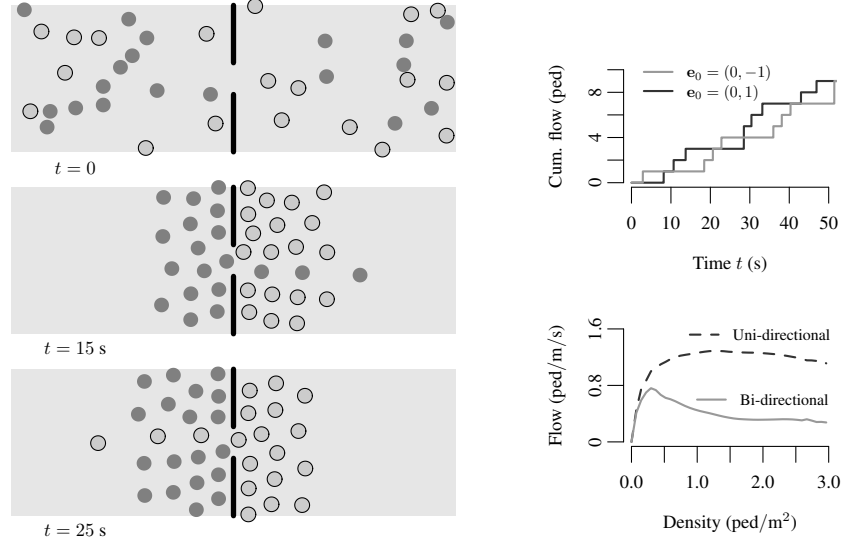 t = 0
t = 15 s
t = 25 s
Cum. flow (ped)
0 4 8
e₀ = (0, −1)
e₀ = (0, 1)
0 10 20 30 40 50
Time t (s)
Flow (ped/m/s)
0 0.8 1.6
Uni-directional
Bi-directional
0.0 1.0 2.0 3.0
Density (ped/m²)